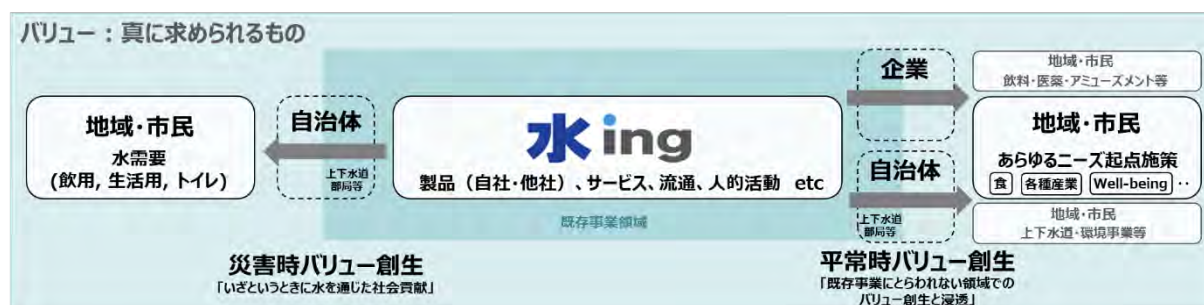 バリュー：真に求められるもの
地域・市民
水需要
(飲用, 生活用, トイレ)
自治体
上下水道
部局等
水ing
製品（自社・他社）、サービス、流通、人的活動 etc
既存事業領域
企業
自治体
上下水道
部局等
地域・市民
飲料・医薬・アミューズメント等
地域・市民
あらゆるニーズ起点施策
食 各種産業 Well-being ‥
地域・市民
上下水道・環境事業等
災害時バリュー創生
「いざというときに水を通じた社会貢献」
平常時バリュー創生
「既存事業にとらわれない領域での
バリュー創生と浸透」